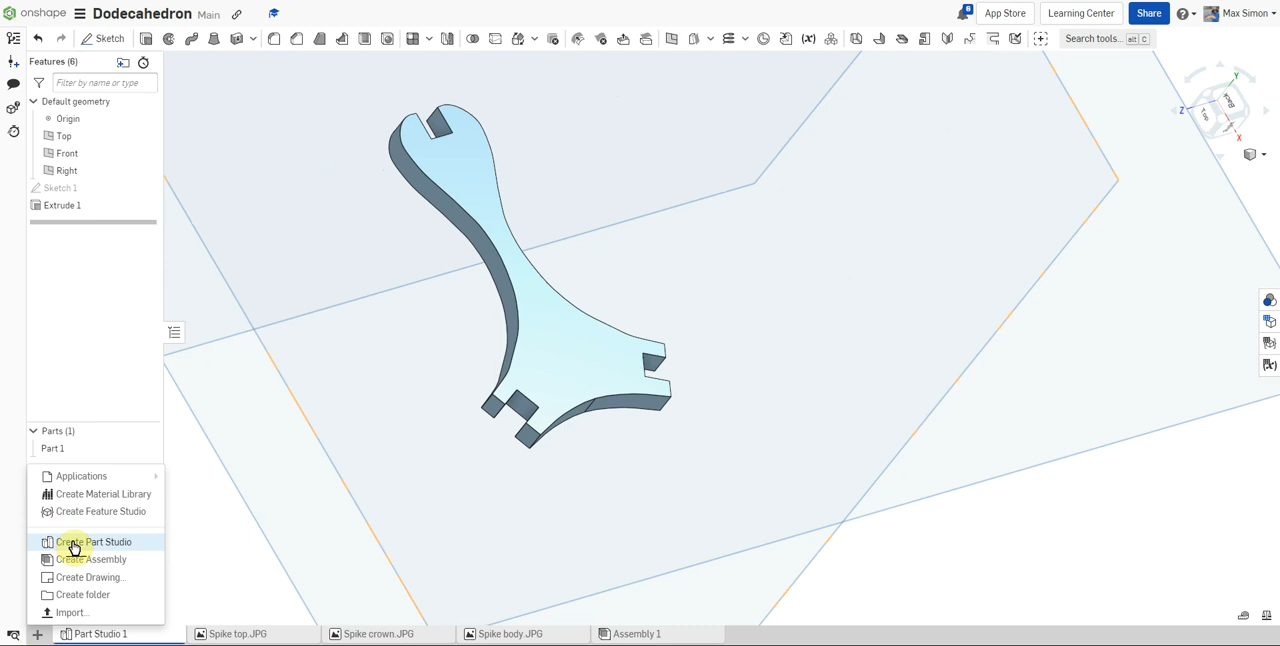 onshape Dodecahedron Main 6 App Store Learning Center Share Max Simon
Sketch (x) Search tools... alt C
Features (6)
Filter by name or type
Default geometry
Origin
Top
Front
Right
Sketch 1
Extrude 1
Y
Z Top Back
X
Parts (1)
Part 1
Applications
Create Material Library
Create Feature Studio
Create Part Studio
Create Assembly
Create Drawing...
Create folder
Import...
Part Studio 1 Spike top.JPG Spike crown.JPG Spike body.JPG Assembly 1